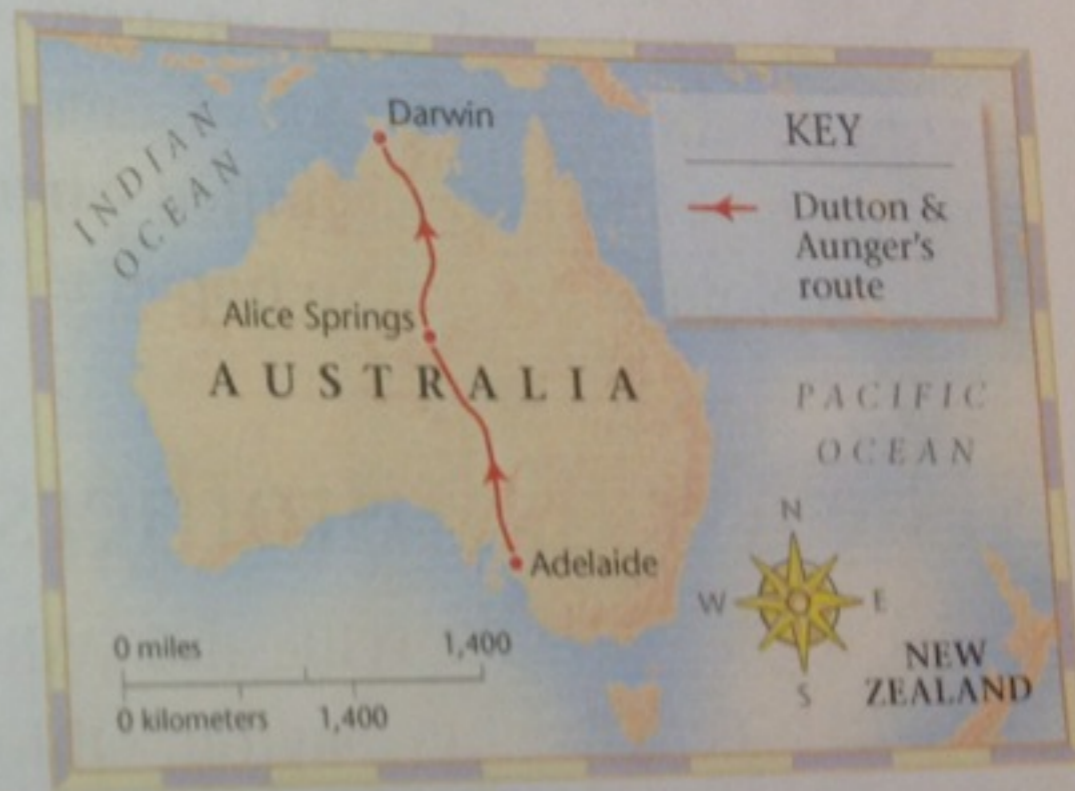 Darwin
INDIAN
OCEAN
KEY
Dutton &
Aunger's
route
Alice Springs
AUSTRALIA
PACIFIC
OCEAN
N
W
E
S
Adelaide
NEW
ZEALAND
0 miles 1,400
0 kilometers 1,400